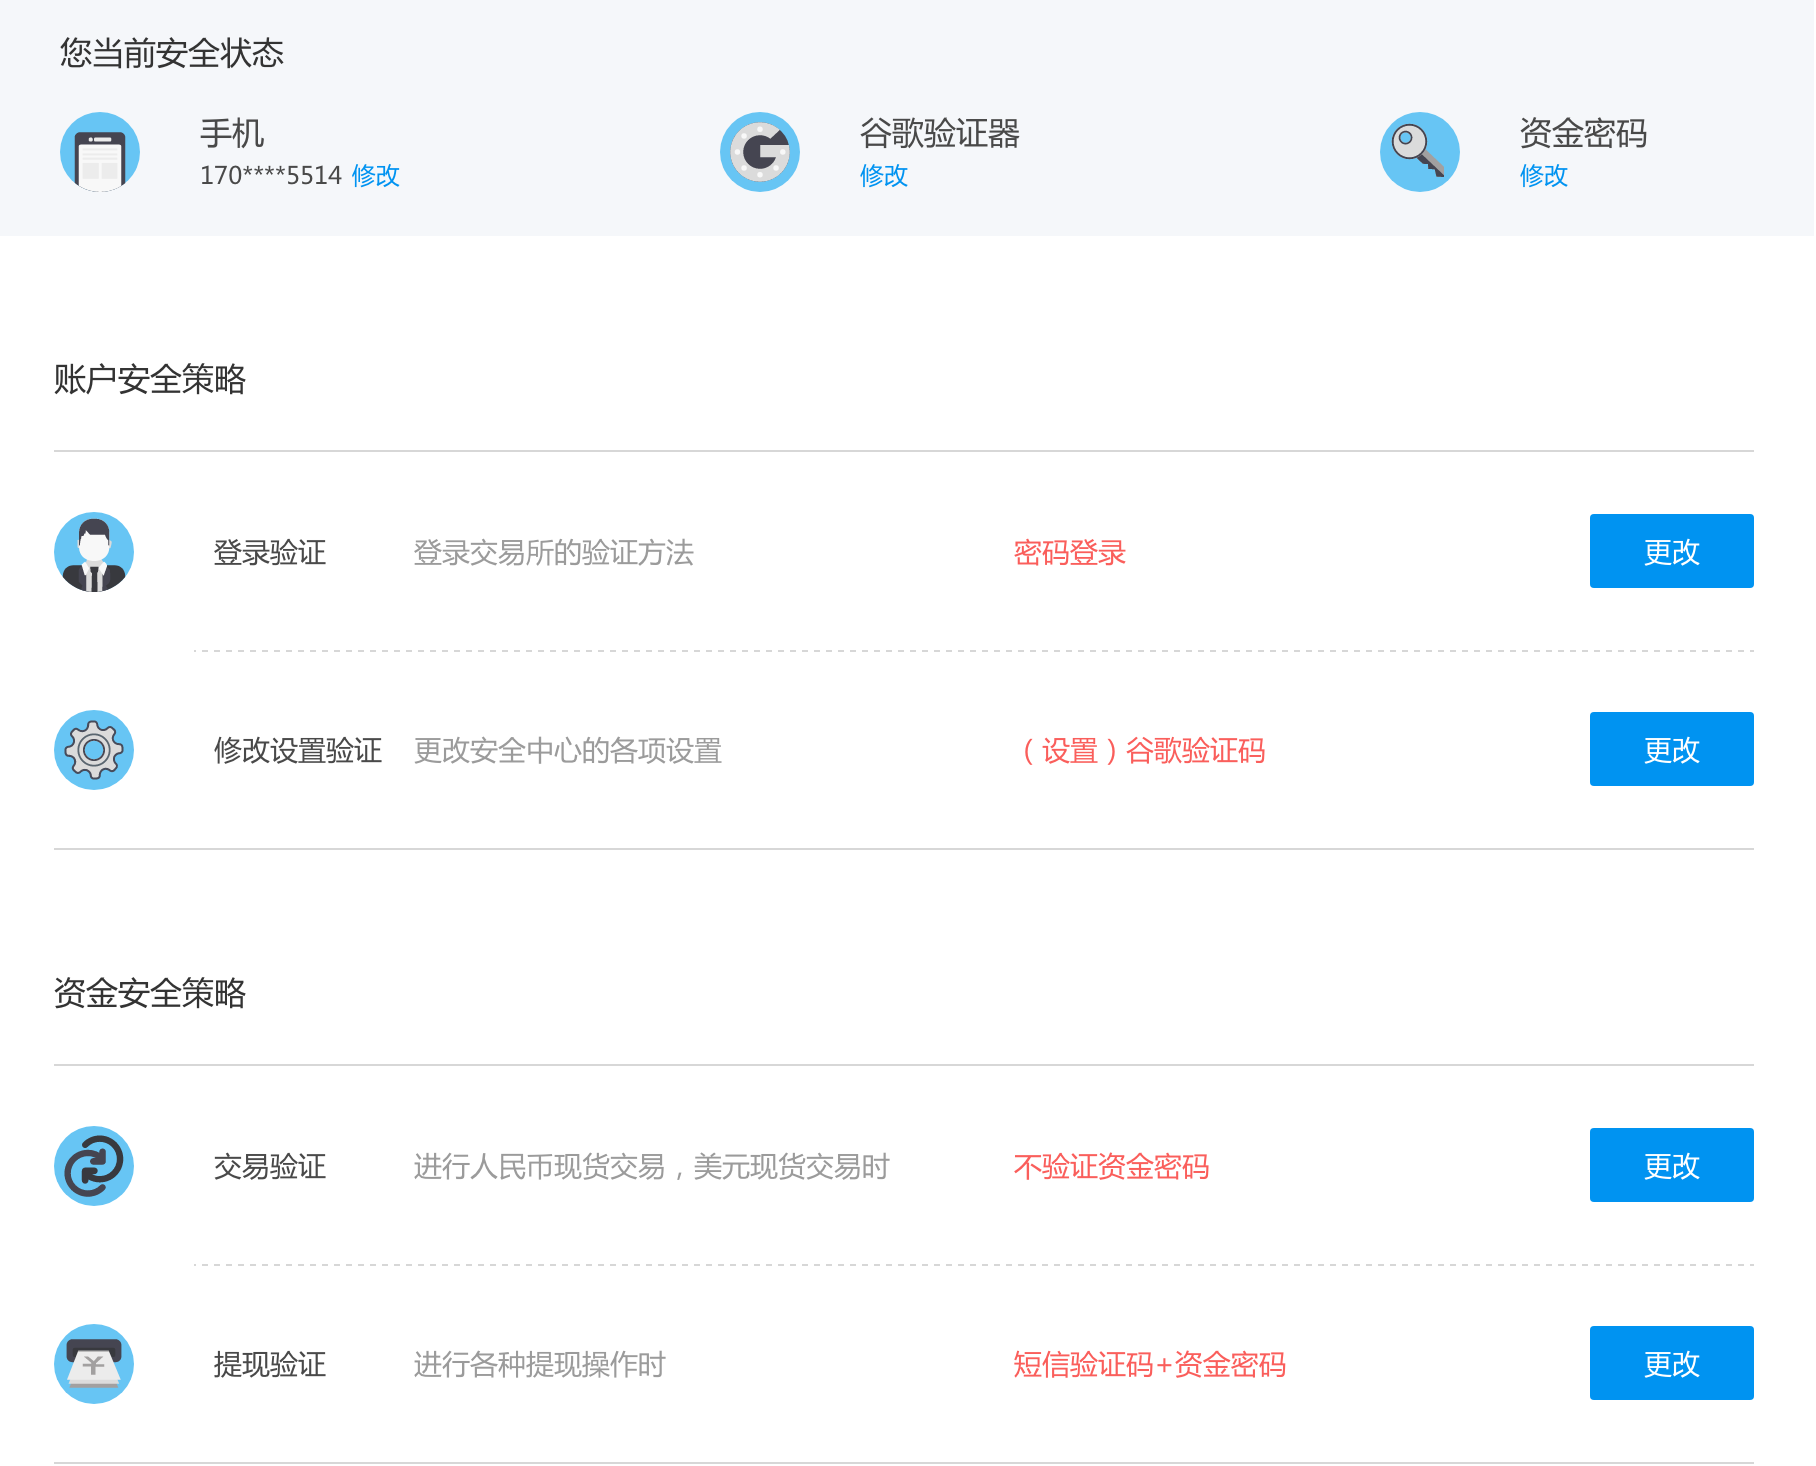 您当前安全状态
手机
170****5514 修改
谷歌验证器
修改
资金密码
修改
账户安全策略
登录验证 登录交易所的验证方法 密码登录 更改
修改设置验证 更改安全中心的各项设置 （设置）谷歌验证码 更改
资金安全策略
交易验证 进行人民币现货交易，美元现货交易时 不验证资金密码 更改
提现验证 进行各种提现操作时 短信验证码+资金密码 更改